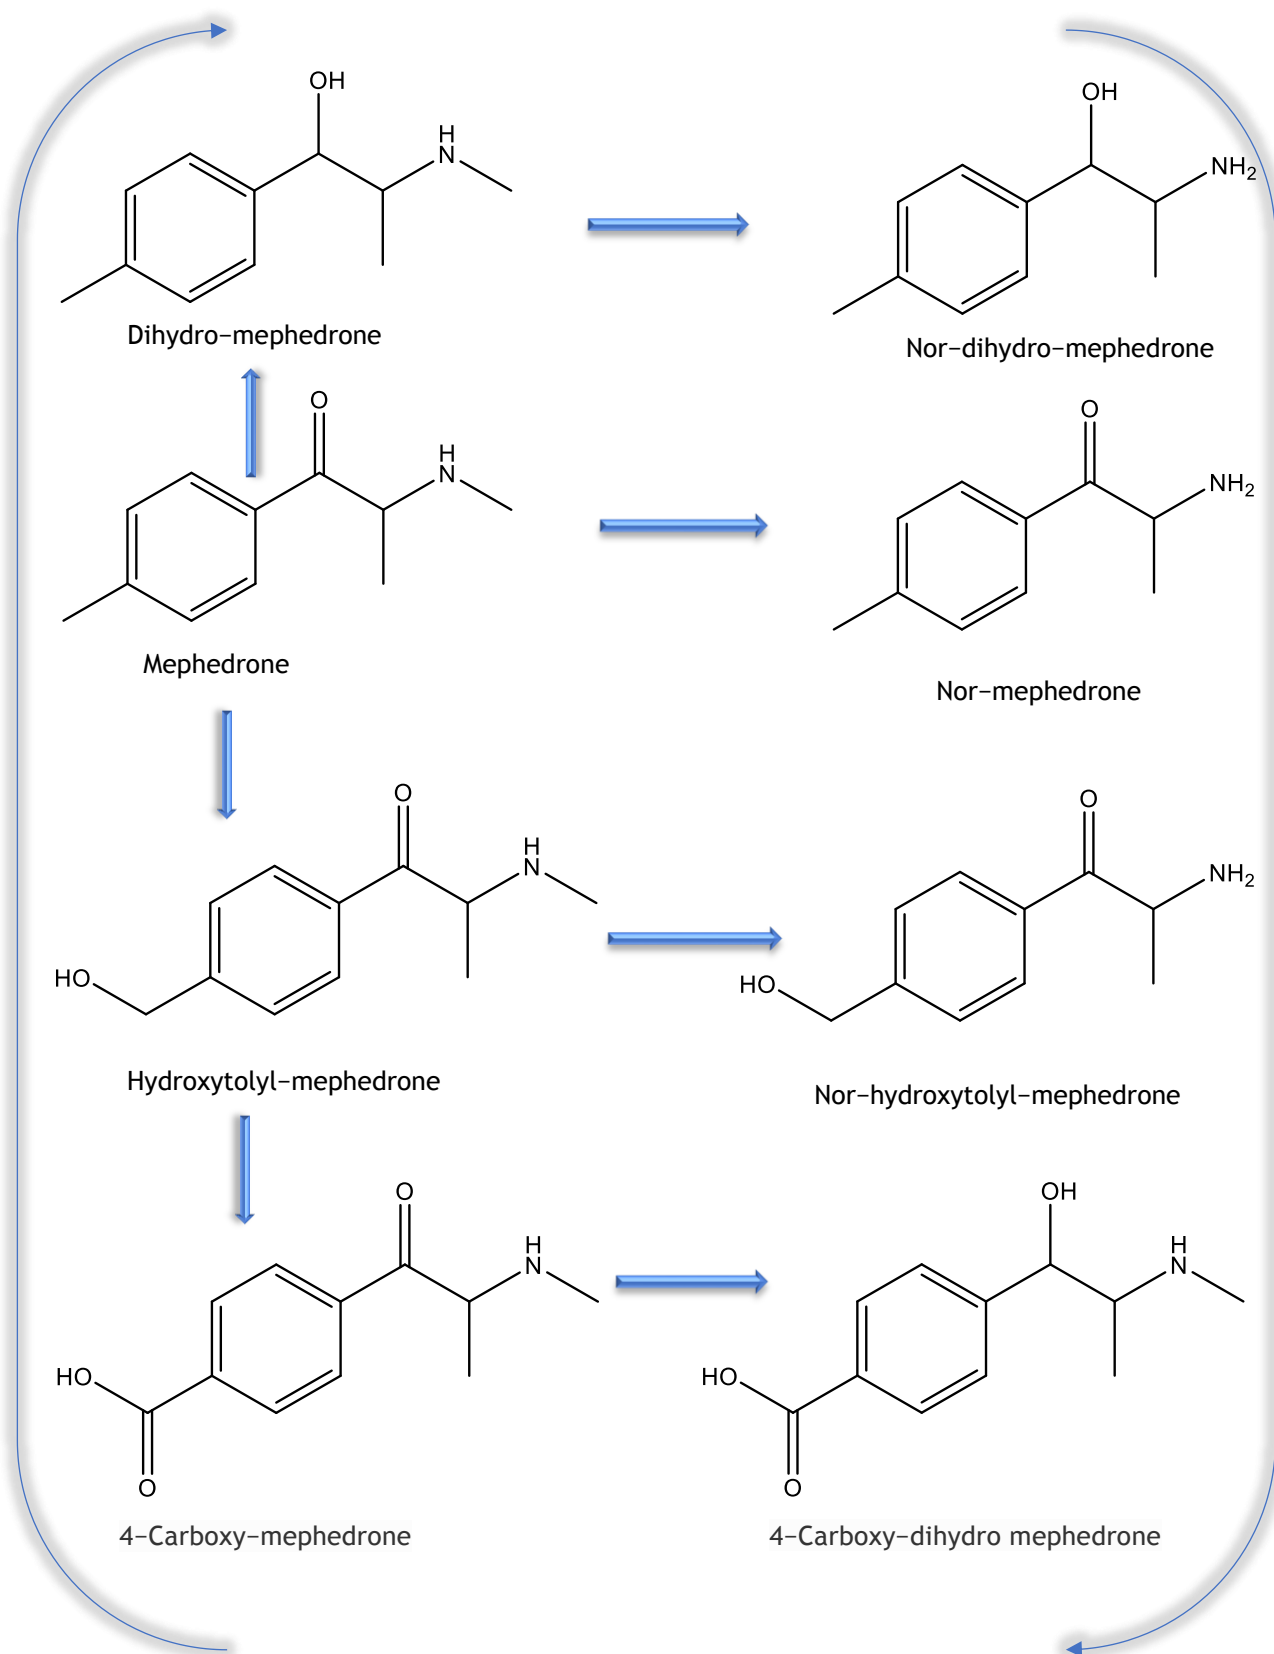 OH
H
N
Dihydro-mephedrone
OH
NH2
Nor-dihydro-mephedrone
O
H
N
Mephedrone
O
NH2
Nor-mephedrone
O
H
N
HO
Hydroxytolyl-mephedrone
O
NH2
HO
Nor-hydroxytolyl-mephedrone
O
H
N
HO
O
4-Carboxy-mephedrone
OH
H
N
HO
O
4-Carboxy-dihydro mephedrone